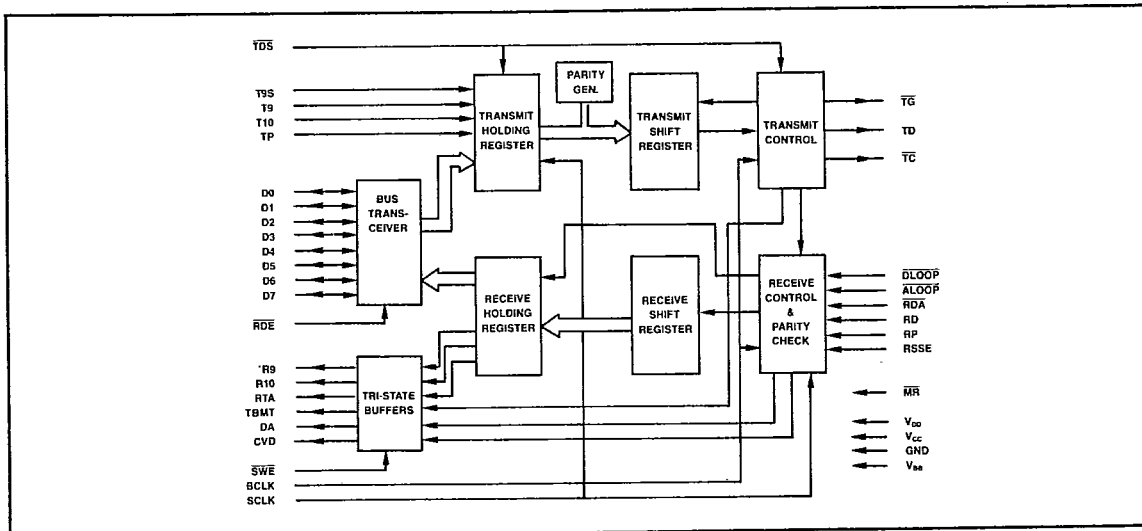 TDS
T9S
T9
T10
TP
TRANSMIT
HOLDING
REGISTER
PARITY
GEN.
TRANSMIT
SHIFT
REGISTER
TRANSMIT
CONTROL
TG
TD
TC
D0
D1
D2
D3
D4
D5
D6
D7
RDE
BUS
TRANS-
CEIVER
RECEIVE
HOLDING
REGISTER
RECEIVE
SHIFT
REGISTER
RECEIVE
CONTROL
&
PARITY
CHECK
DLOOP
ALOOP
RDA
RD
RP
RSSE
R9
R10
RTA
TBMT
DA
CVD
TRI-STATE
BUFFERS
MR
VDD
VCC
GND
VBB
SWE
BCLK
SCLK